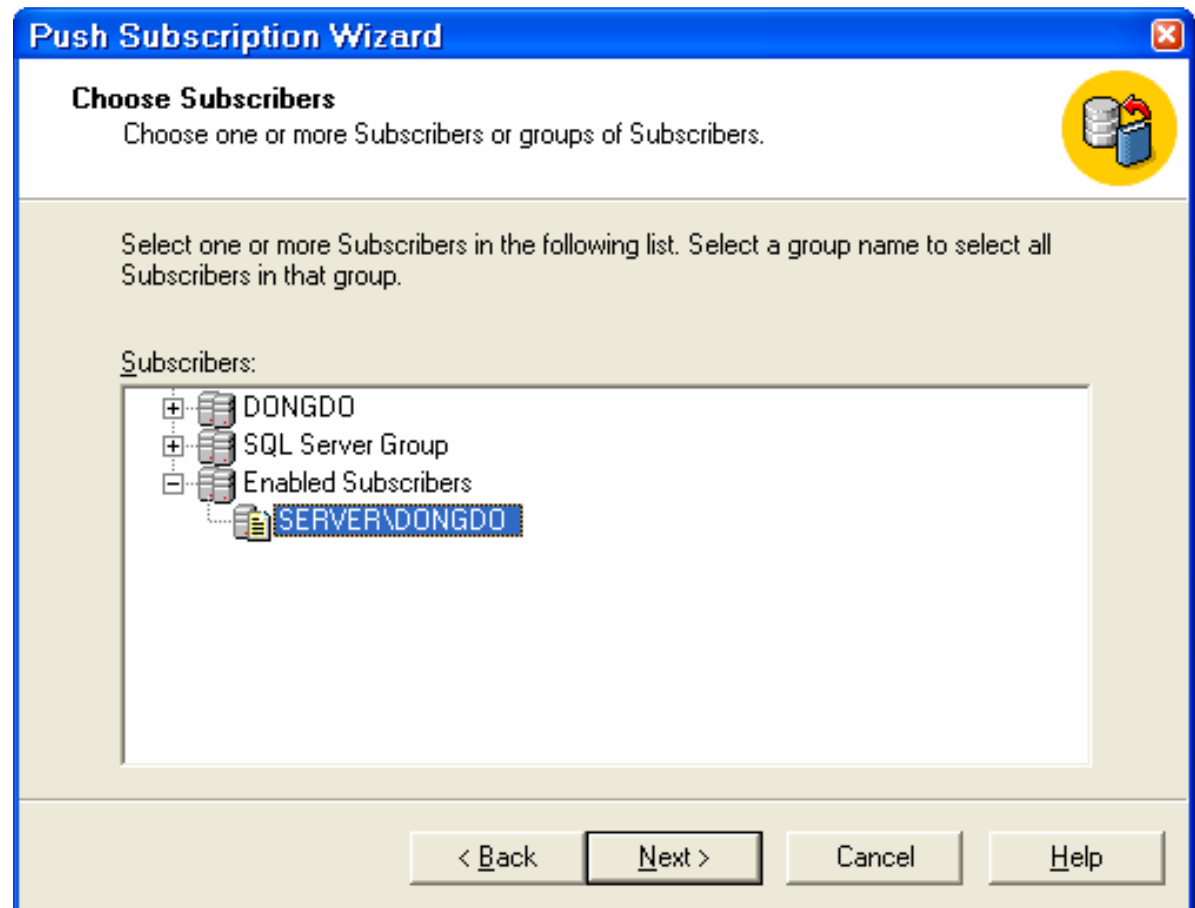 Push Subscription Wizard
Choose Subscribers
Choose one or more Subscribers or groups of Subscribers.
Select one or more Subscribers in the following list. Select a group name to select all
Subscribers in that group.
Subscribers:
DONGDO
SQL Server Group
Enabled Subscribers
SERVER\DONGDO
< Back Next > Cancel Help